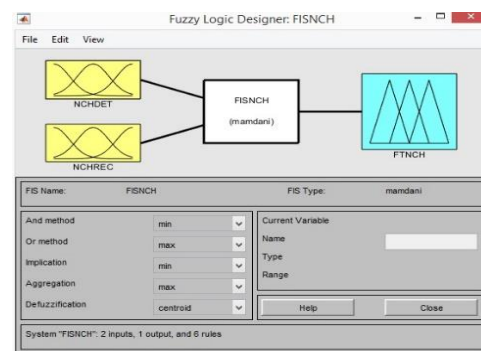 Fuzzy Logic Designer: FISNCH
File Edit View
NCHDET
FISNCH
(mamdani)
NCHREC
FTNCH
FIS Name: FISNCH FIS Type: mamdani
And method min
Or method max
Implication min
Aggregation max
Defuzzification centroid
Current Variable
Name
Type
Range
Help Close
System "FISNCH": 2 inputs, 1 output, and 6 rules